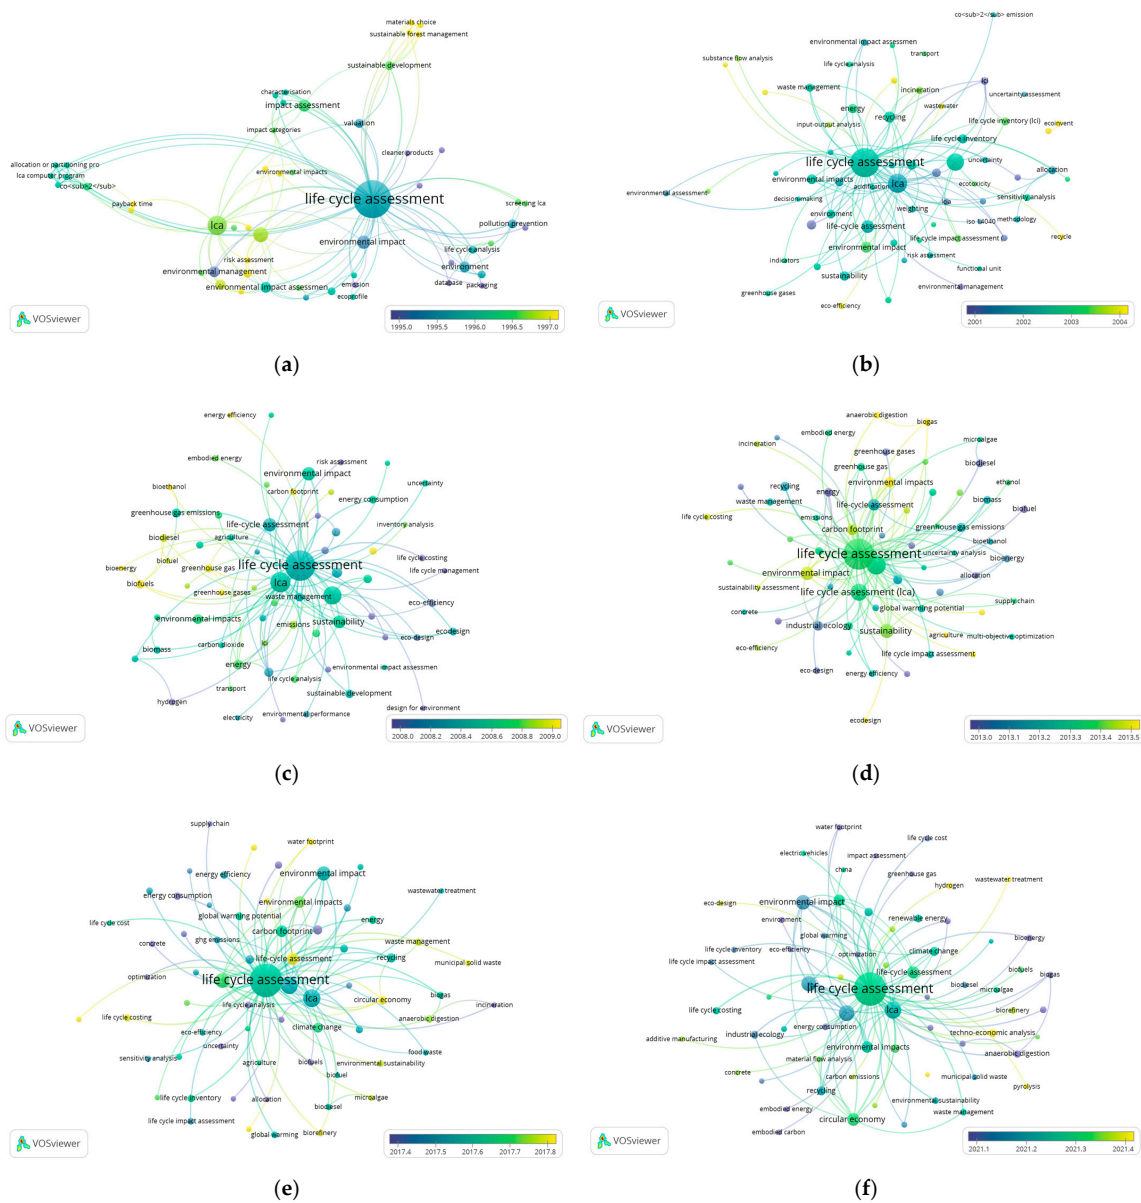 materials choice
sustainable forest management
sustainable development
characterisation
impact assessment
valuation
impact categories
cleaner products
allocation or partitioning pro
lca computer program
co<sub>2</sub>
environmental impacts
life cycle assessment
payback time
screening lca
lca
pollution prevention
environmental impact
life cycle analysis
risk assessment
environment
environmental management
database
packaging
environmental impact assessmen
emission
ecoprofile
VOSviewer
1995.0 1995.5 1996.0 1996.5 1997.0
(a)
co<sub>2</sub> emission
environmental impact assessmen
transport
substance flow analysis
life cycle analysis
lci
waste management
incineration
uncertainty assessment
energy
wastewater
recycling
life cycle inventory (lci)
ecoinvent
input-output analysis
life cycle inventory
life cycle assessment
uncertainty
allocation
environmental impacts
lca
ecotoxicity
environmental assessment
acidification
decision-making
lcia
sensitivity analysis
weighting
environment
iso 14040
methodology
life-cycle assessment
life cycle impact assessment (l
recycle
environmental impact
risk assessment
indicators
functional unit
sustainability
greenhouse gases
environmental management
eco-efficiency
VOSviewer
2001 2002 2003 2004
(b)
energy efficiency
embodied energy
risk assessment
environmental impact
bioethanol
carbon footprint
uncertainty
energy consumption
greenhouse gas emissions
life-cycle assessment
inventory analysis
biodiesel
agriculture
biofuel
life cycle assessment
life cycle costing
bioenergy
greenhouse gas
life cycle management
biofuels
lca
greenhouse gases
waste management
eco-efficiency
environmental impacts
emissions
sustainability
eco-design
ecodesign
carbon dioxide
lci
biomass
energy
environmental impact assessmen
life cycle analysis
transport
sustainable development
hydrogen
design for environment
electricity
environmental performance
VOSviewer
2008.0 2008.2 2008.4 2008.6 2008.8 2009.0
(c)
anaerobic digestion
biogas
embodied energy
incineration
microalgae
greenhouse gases
greenhouse gas
biodiesel
environmental impacts
recycling
energy
ethanol
waste management
life-cycle assessment
biomass
biofuel
life cycle costing
emissions
carbon footprint
greenhouse gas emissions
bioethanol
life cycle assessment
uncertainty analysis
bioenergy
environmental impact
allocation
sustainability assessment
life cycle assessment (lca)
supply chain
concrete
global warming potential
industrial ecology
sustainability
agriculture
multi-objective optimization
eco-efficiency
life cycle impact assessment
eco-design
energy efficiency
ecodesign
VOSviewer
2013.0 2013.1 2013.2 2013.3 2013.4 2013.5
(d)
supply chain
water footprint
energy efficiency
environmental impact
energy consumption
wastewater treatment
environmental impacts
life cycle cost
global warming potential
energy
carbon footprint
concrete
ghg emissions
waste management
life-cycle assessment
recycling
municipal solid waste
optimization
life cycle assessment
biogas
life cycle analysis
lca
circular economy
incineration
life cycle costing
anaerobic digestion
eco-efficiency
climate change
uncertainty
food waste
sensitivity analysis
agriculture
biofuels
environmental sustainability
biofuel
life cycle inventory
allocation
microalgae
biodiesel
life cycle impact assessment
global warming
biorefinery
VOSviewer
2017.4 2017.5 2017.6 2017.7 2017.8
(e)
water footprint
life cycle cost
electric vehicles
impact assessment
china
greenhouse gas
wastewater treatment
hydrogen
eco-design
environmental impact
environment
renewable energy
global warming
bioenergy
life cycle inventory
eco-efficiency
climate change
optimization
life cycle impact assessment
biofuels
life-cycle assessment
biogas
biodiesel
life cycle assessment
microalgae
life cycle costing
lca
biorefinery
energy consumption
industrial ecology
techno-economic analysis
additive manufacturing
environmental impacts
anaerobic digestion
material flow analysis
concrete
carbon emissions
municipal solid waste
recycling
pyrolysis
environmental sustainability
embodied energy
waste management
circular economy
embodied carbon
VOSviewer
2021.1 2021.2 2021.3 2021.4
(f)